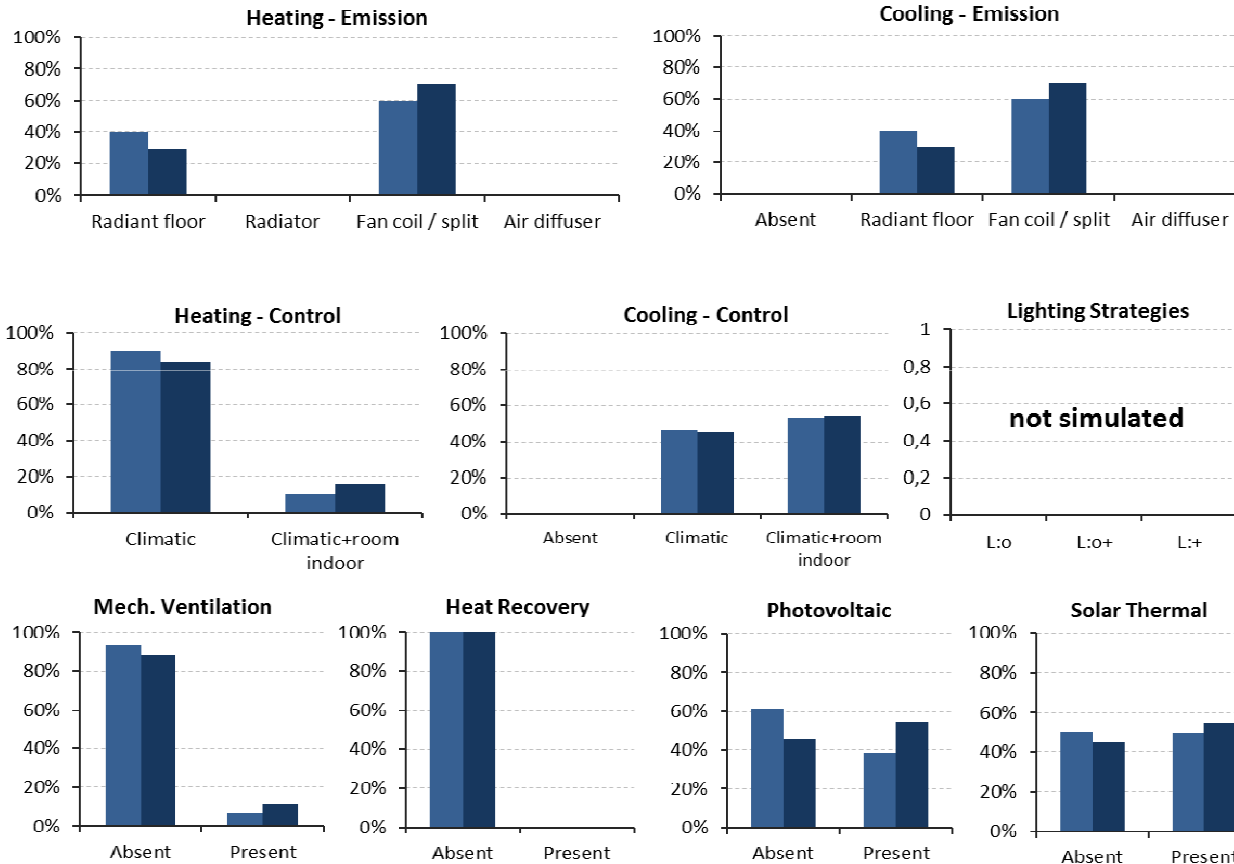 Heating - Emission
100%
80%
60%
40%
20%
0%
Radiant floor Radiator Fan coil / split Air diffuser
Cooling - Emission
100%
80%
60%
40%
20%
0%
Absent Radiant floor Fan coil / split Air diffuser
Heating - Control
100%
80%
60%
40%
20%
0%
Climatic Climatic+room
indoor
Cooling - Control
100%
80%
60%
40%
20%
0%
Absent Climatic Climatic+room
indoor
Lighting Strategies
1
0,8
0,6
not simulated
0,4
0,2
0
L:o L:o+ L:+
Mech. Ventilation
100%
80%
60%
40%
20%
0%
Absent Present
Heat Recovery
100%
80%
60%
40%
20%
0%
Absent Present
Photovoltaic
100%
80%
60%
40%
20%
0%
Absent Present
Solar Thermal
100%
80%
60%
40%
20%
0%
Absent Present